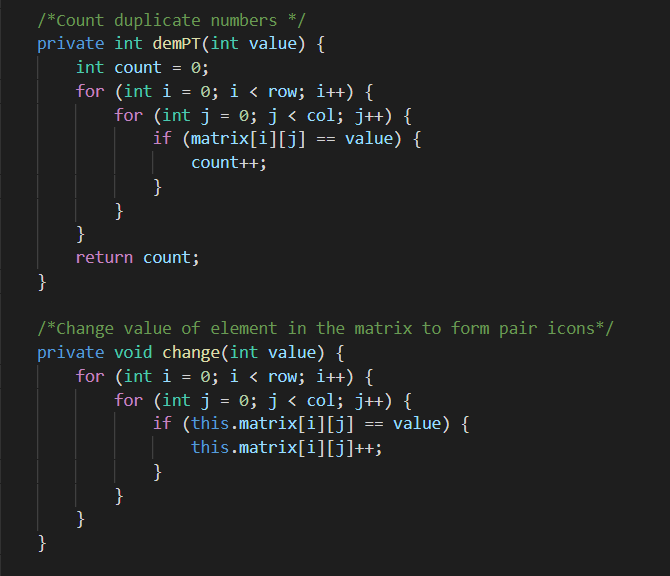 /*Count duplicate numbers */
private int demPT(int value) {
    int count = 0;
    for (int i = 0; i < row; i++) {
        for (int j = 0; j < col; j++) {
            if (matrix[i][j] == value) {
                count++;
            }
        }
    }
    return count;
}

/*Change value of element in the matrix to form pair icons*/
private void change(int value) {
    for (int i = 0; i < row; i++) {
        for (int j = 0; j < col; j++) {
            if (this.matrix[i][j] == value) {
                this.matrix[i][j]++;
            }
        }
    }
}